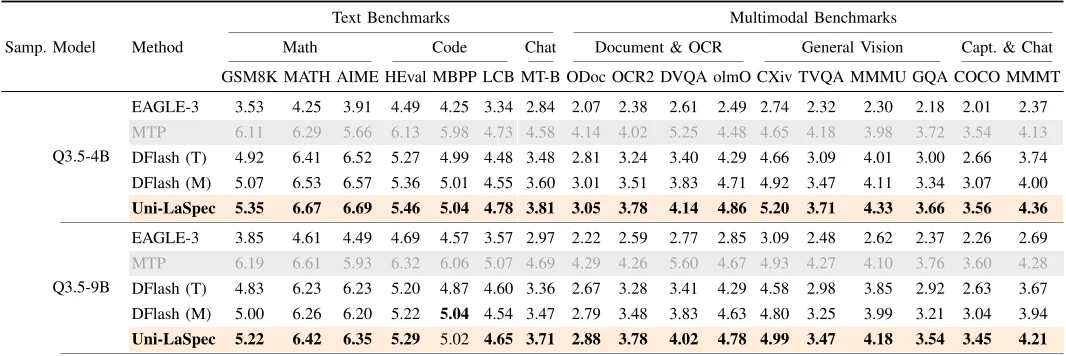 Text Benchmarks Multimodal Benchmarks
Samp. Model Method Math Code Chat Document & OCR General Vision Capt. & Chat
GSM8K MATH AIME HEval MBPP LCB MT-B ODoc OCR2 DVQA olmO CXiv TVQA MMMU GQA COCO MMMT
EAGLE-3 3.53 4.25 3.91 4.49 4.25 3.34 2.84 2.07 2.38 2.61 2.49 2.74 2.32 2.30 2.18 2.01 2.37
MTP 6.11 6.29 5.66 6.13 5.98 4.73 4.58 4.14 4.02 5.25 4.48 4.65 4.18 3.98 3.72 3.54 4.13
Q3.5-4B DFlash (T) 4.92 6.41 6.52 5.27 4.99 4.48 3.48 2.81 3.24 3.40 4.29 4.66 3.09 4.01 3.00 2.66 3.74
DFlash (M) 5.07 6.53 6.57 5.36 5.01 4.55 3.60 3.01 3.51 3.83 4.71 4.92 3.47 4.11 3.34 3.07 4.00
Uni-LaSpec 5.35 6.67 6.69 5.46 5.04 4.78 3.81 3.05 3.78 4.14 4.86 5.20 3.71 4.33 3.66 3.56 4.36
EAGLE-3 3.85 4.61 4.49 4.69 4.57 3.57 2.97 2.22 2.59 2.77 2.85 3.09 2.48 2.62 2.37 2.26 2.69
MTP 6.19 6.61 5.93 6.32 6.06 5.07 4.69 4.29 4.26 5.60 4.67 4.93 4.27 4.10 3.76 3.60 4.28
Q3.5-9B DFlash (T) 4.83 6.23 6.23 5.20 4.87 4.60 3.36 2.67 3.28 3.41 4.29 4.58 2.98 3.85 2.92 2.63 3.67
DFlash (M) 5.00 6.26 6.20 5.22 5.04 4.54 3.47 2.79 3.48 3.83 4.63 4.80 3.25 3.99 3.21 3.04 3.94
Uni-LaSpec 5.22 6.42 6.35 5.29 5.02 4.65 3.71 2.88 3.78 4.02 4.78 4.99 3.47 4.18 3.54 3.45 4.21